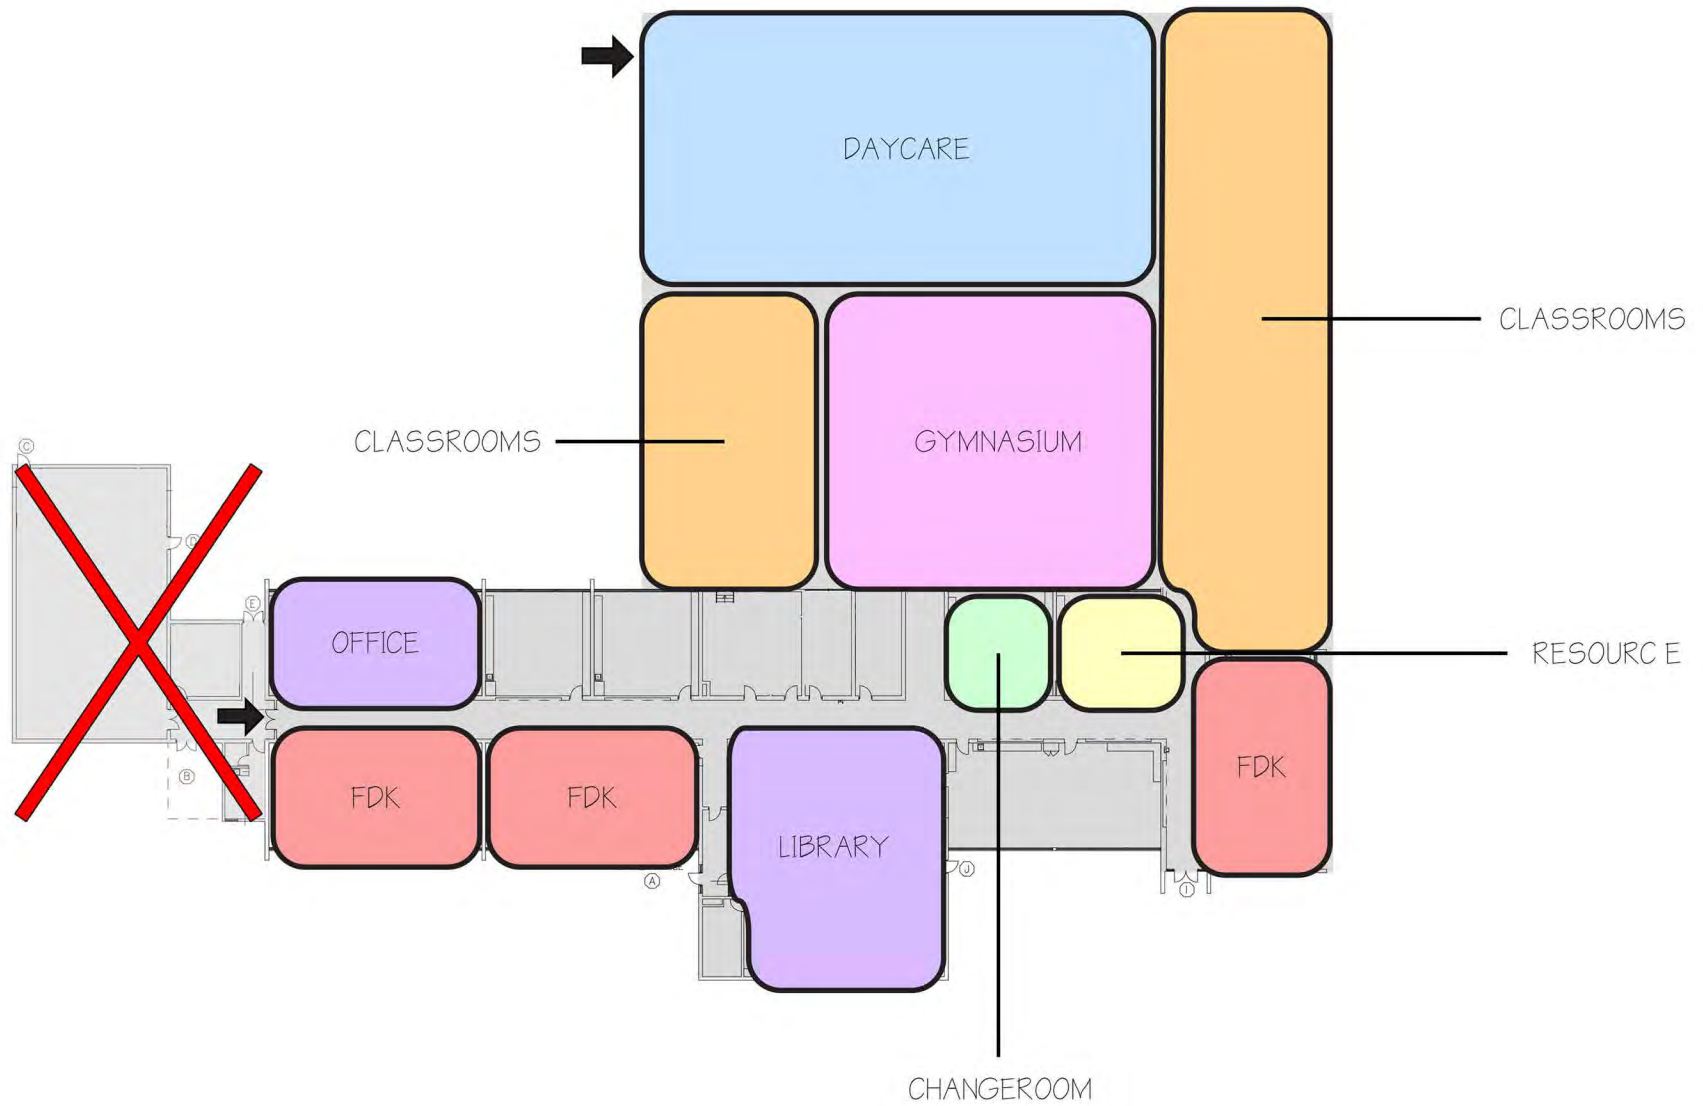 DAYCARE
CLASSROOMS
CLASSROOMS
GYMNASIUM
C
D
E
OFFICE
RESOURC E
B
FDK
FDK
FDK
LIBRARY
A
J
I
CHANGEROOM